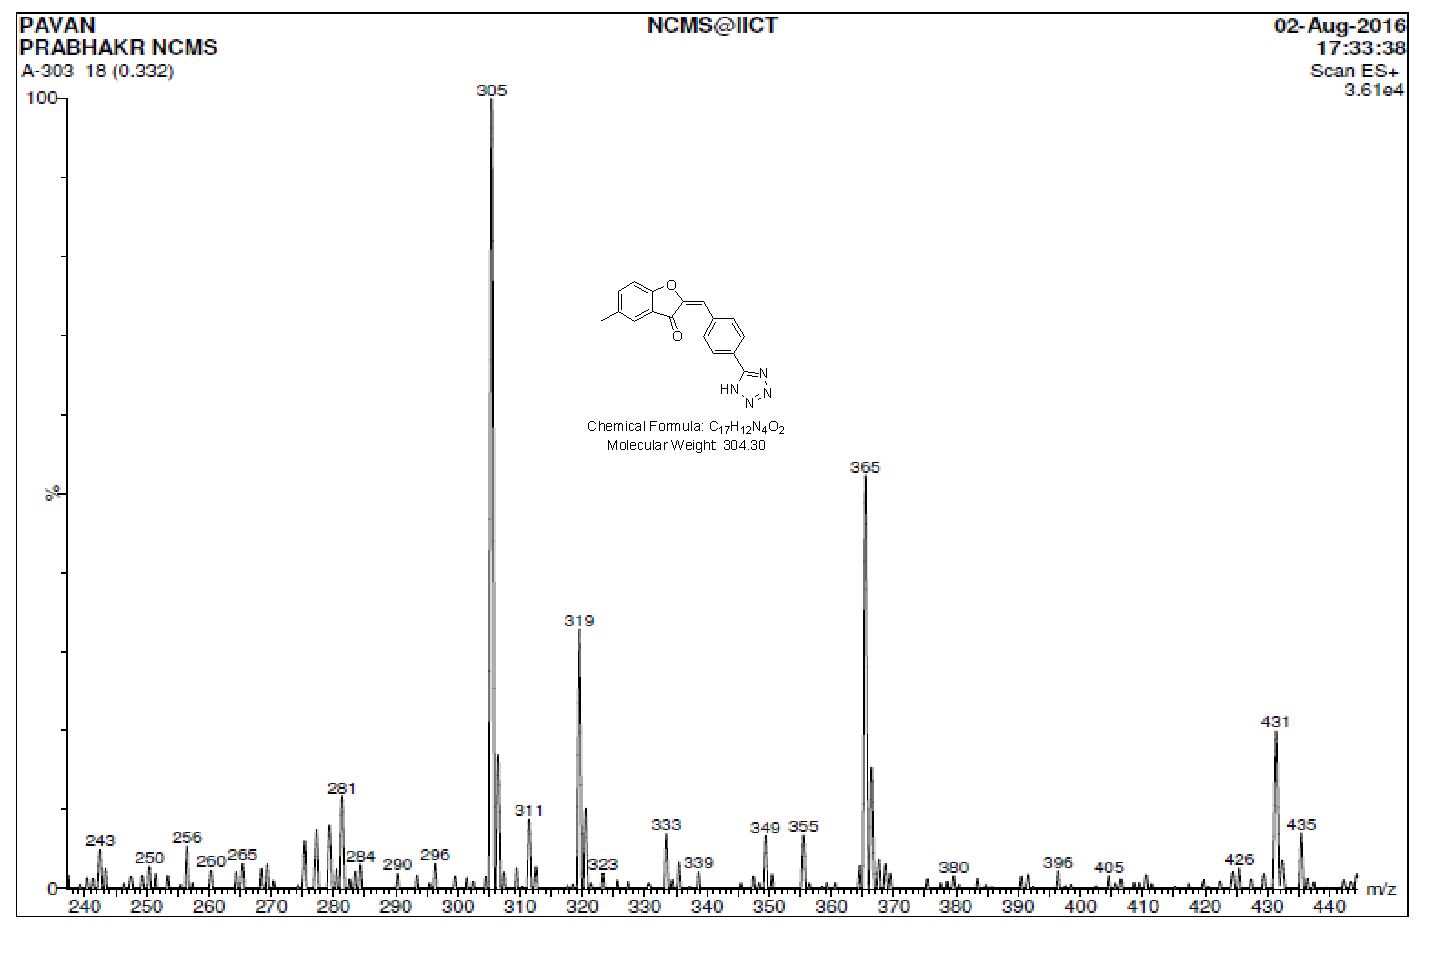 PAVAN
PRABHAKR NCMS
A-303 18 (0.332)
NCMS@IICT
02-Aug-2016
17:33:38
Scan ES+
3.61e4
100
%
0
305
365
319
431
281
311
333
349
355
435
243
256
250
260
265
284
290
296
323
339
380
396
405
426
O
O
N
HN
N
N
Chemical Formula: C17H12N4O2
Molecular Weight: 304.30
240 250 260 270 280 290 300 310 320 330 340 350 360 370 380 390 400 410 420 430 440 m/z